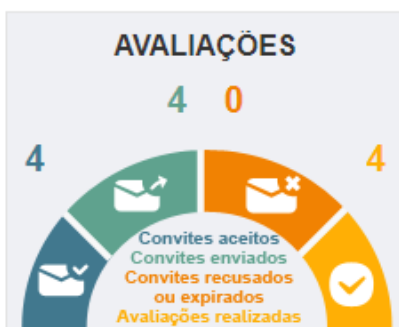 AVALIAÇÕES
4 0
4 4
Convites aceitos
Convites enviados
Convites recusados
ou expirados
Avaliações realizadas